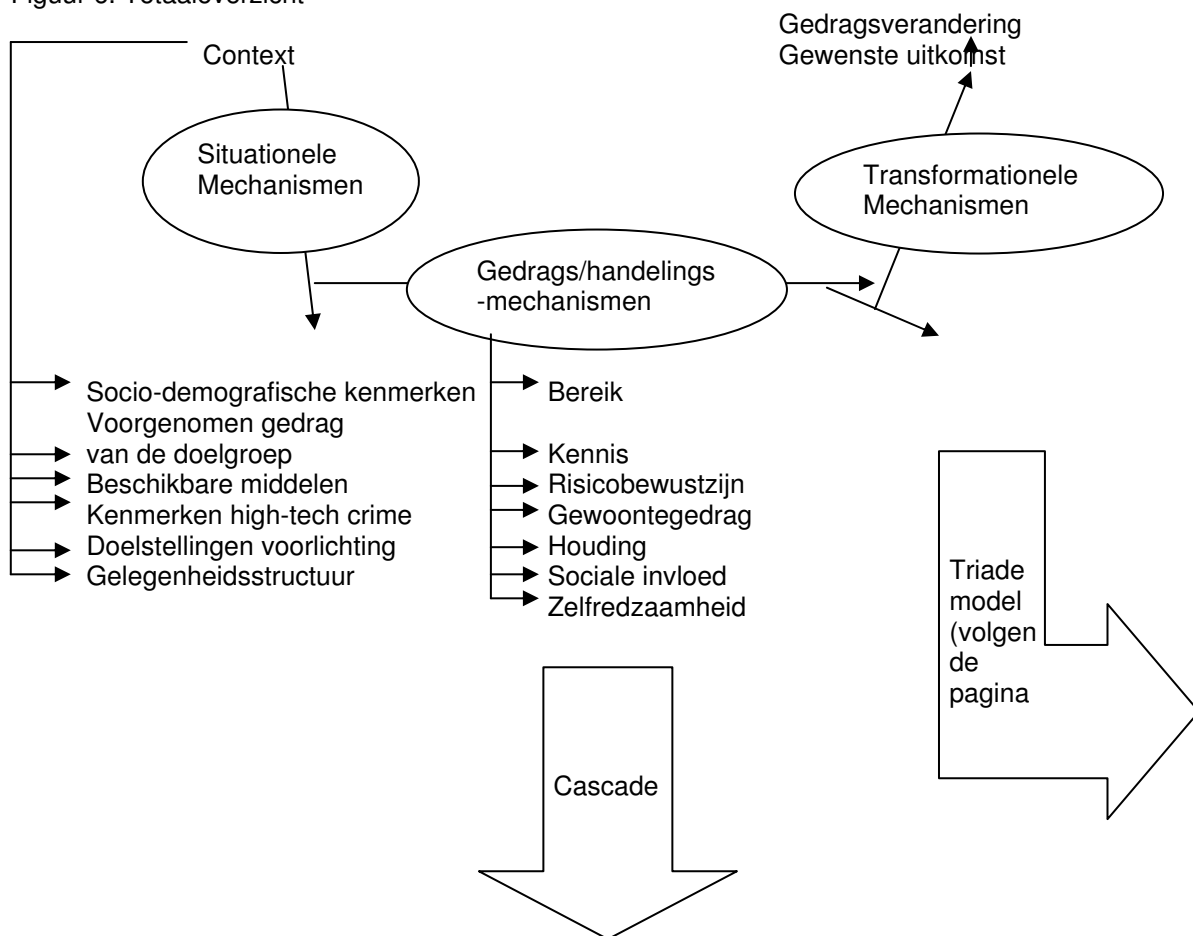 Figuur 6. Totaaloverzicht
Context
Gedragsverandering
Gewenste uitkomst
Situationele
Mechanismen
Transformationele
Mechanismen
Gedrags/handelings
-mechanismen
Socio-demografische kenmerken
Voorgenomen gedrag
van de doelgroep
Beschikbare middelen
Kenmerken high-tech crime
Doelstellingen voorlichting
Gelegenheidsstructuur
Bereik
Kennis
Risicobewustzijn
Gewoontegedrag
Houding
Sociale invloed
Zelfredzaamheid
Triade
model
(volgen
de
pagina
Cascade